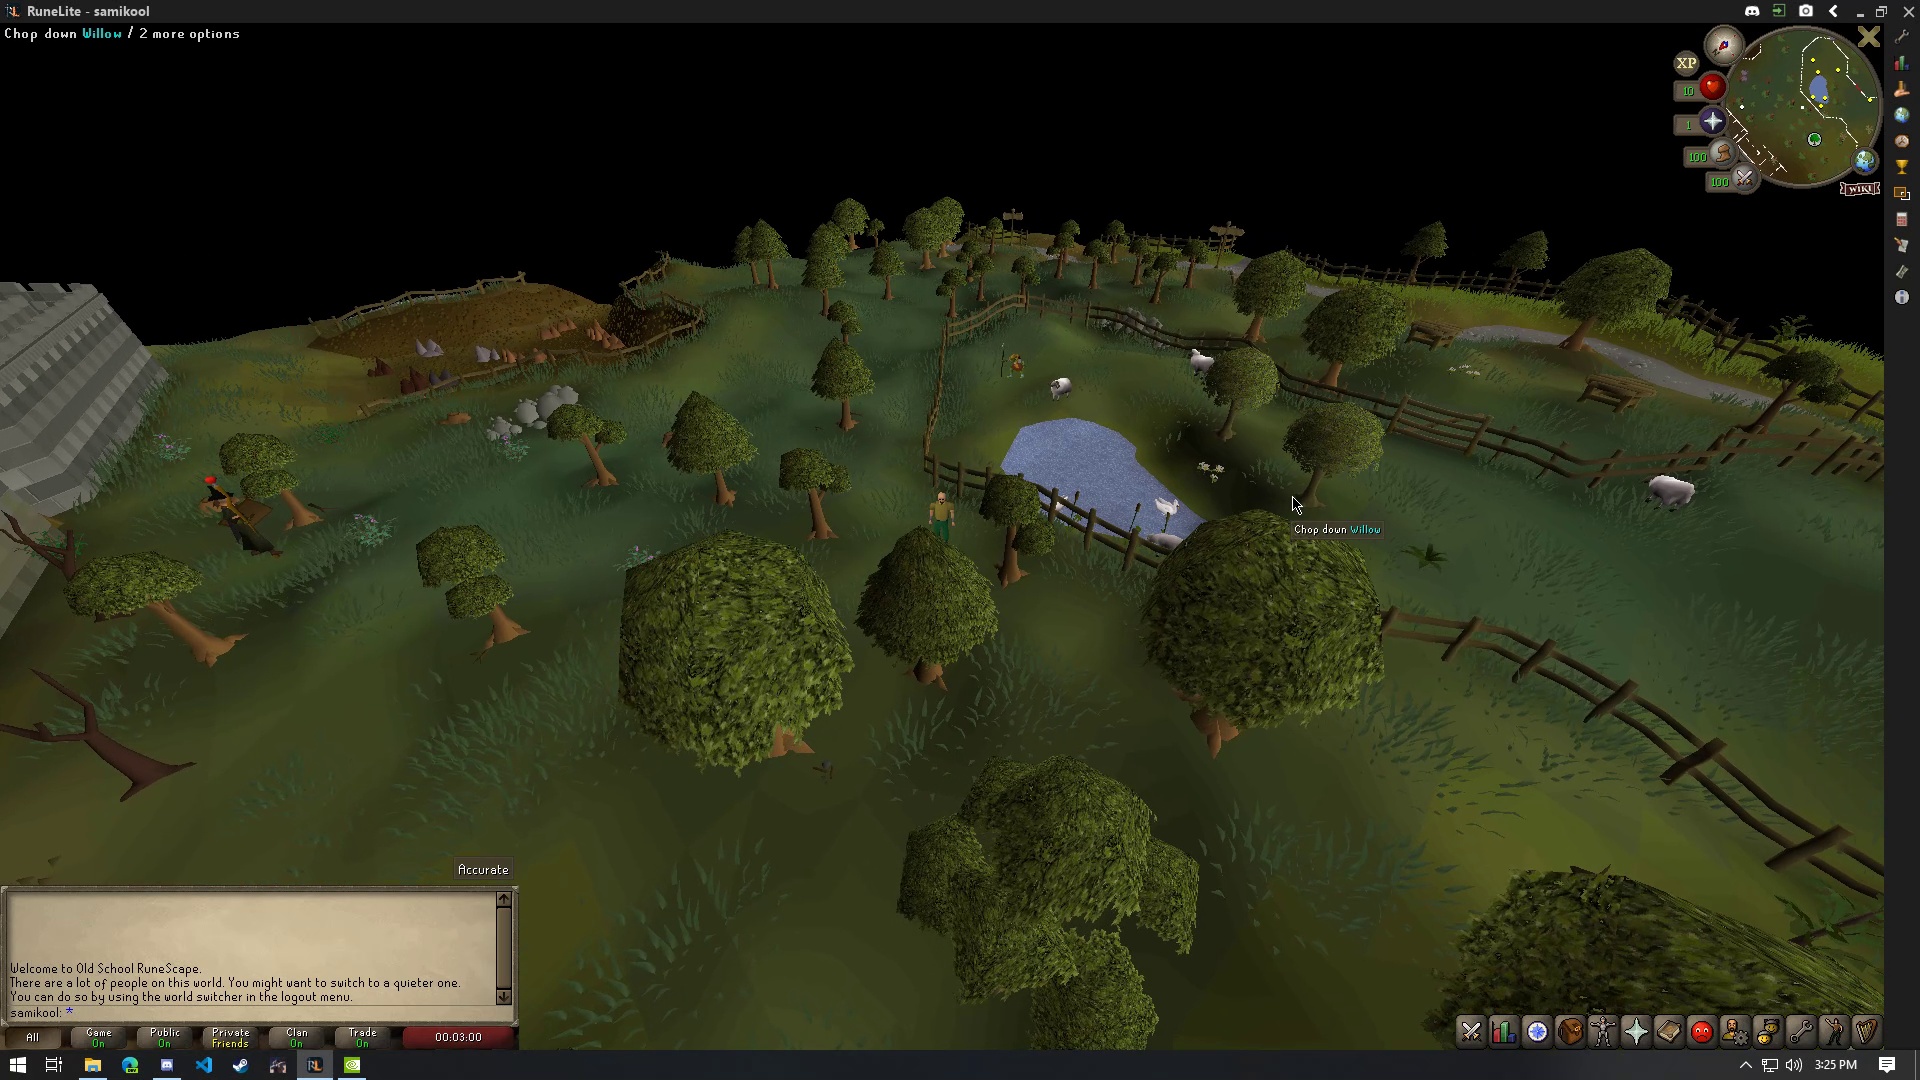 RuneLite - samikool
Chop down Willow / 2 more options
XP
10
1
100
100
WIKI
Chop down Willow
Accurate
Welcome to Old School RuneScape.
There are a lot of people on this world. You might want to switch to a quieter one.
You can do so by using the world switcher in the logout menu.
samikool: *
All
Game
On
Public
On
Private
Friends
Clan
On
Trade
On
00:03:00
3:25 PM